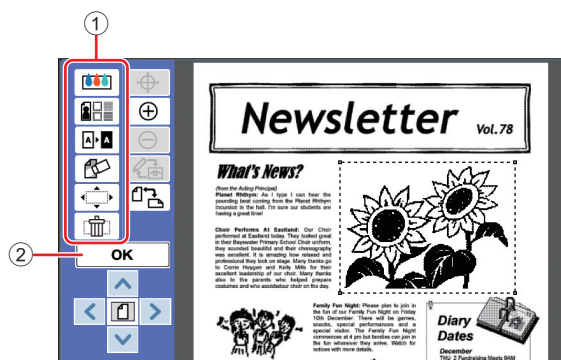 1
A A
OK
2
Newsletter Vol. 78
What's News?
(from the Acting Principal)
Planet Rhthym: As I type I can hear the
pounding beat coming from the Planet Rhthym
Incursion in the hall. I'm sure our students are
having a great time!
Choir Performs At Eastland: Our Choir
performed at Eastland today. They looked great
in their Bayswater Primary School Choir uniform,
they sounded beautiful and their choreography
was excellent. It is amazing how relaxed and
professional they look on stage. Many thanks go
to Corrie Huygen and Kelly Mills for their
excellent leadership of our choir. Many thanks
also to the parents who helped prepare
costumes and who assistedour choir on the day.
Family Fun Night: Please plan to join in
the fun of our Family Fun Night on Friday
10th December. There will be games,
snacks, special performances and a
special visitor. The Family Fun Night
commences at 4 pm but families can join in
the fun whenever they arrive. Watch for
notices with more details.
Diary
Dates
December
THU 2 Fundraising Meets 9AM